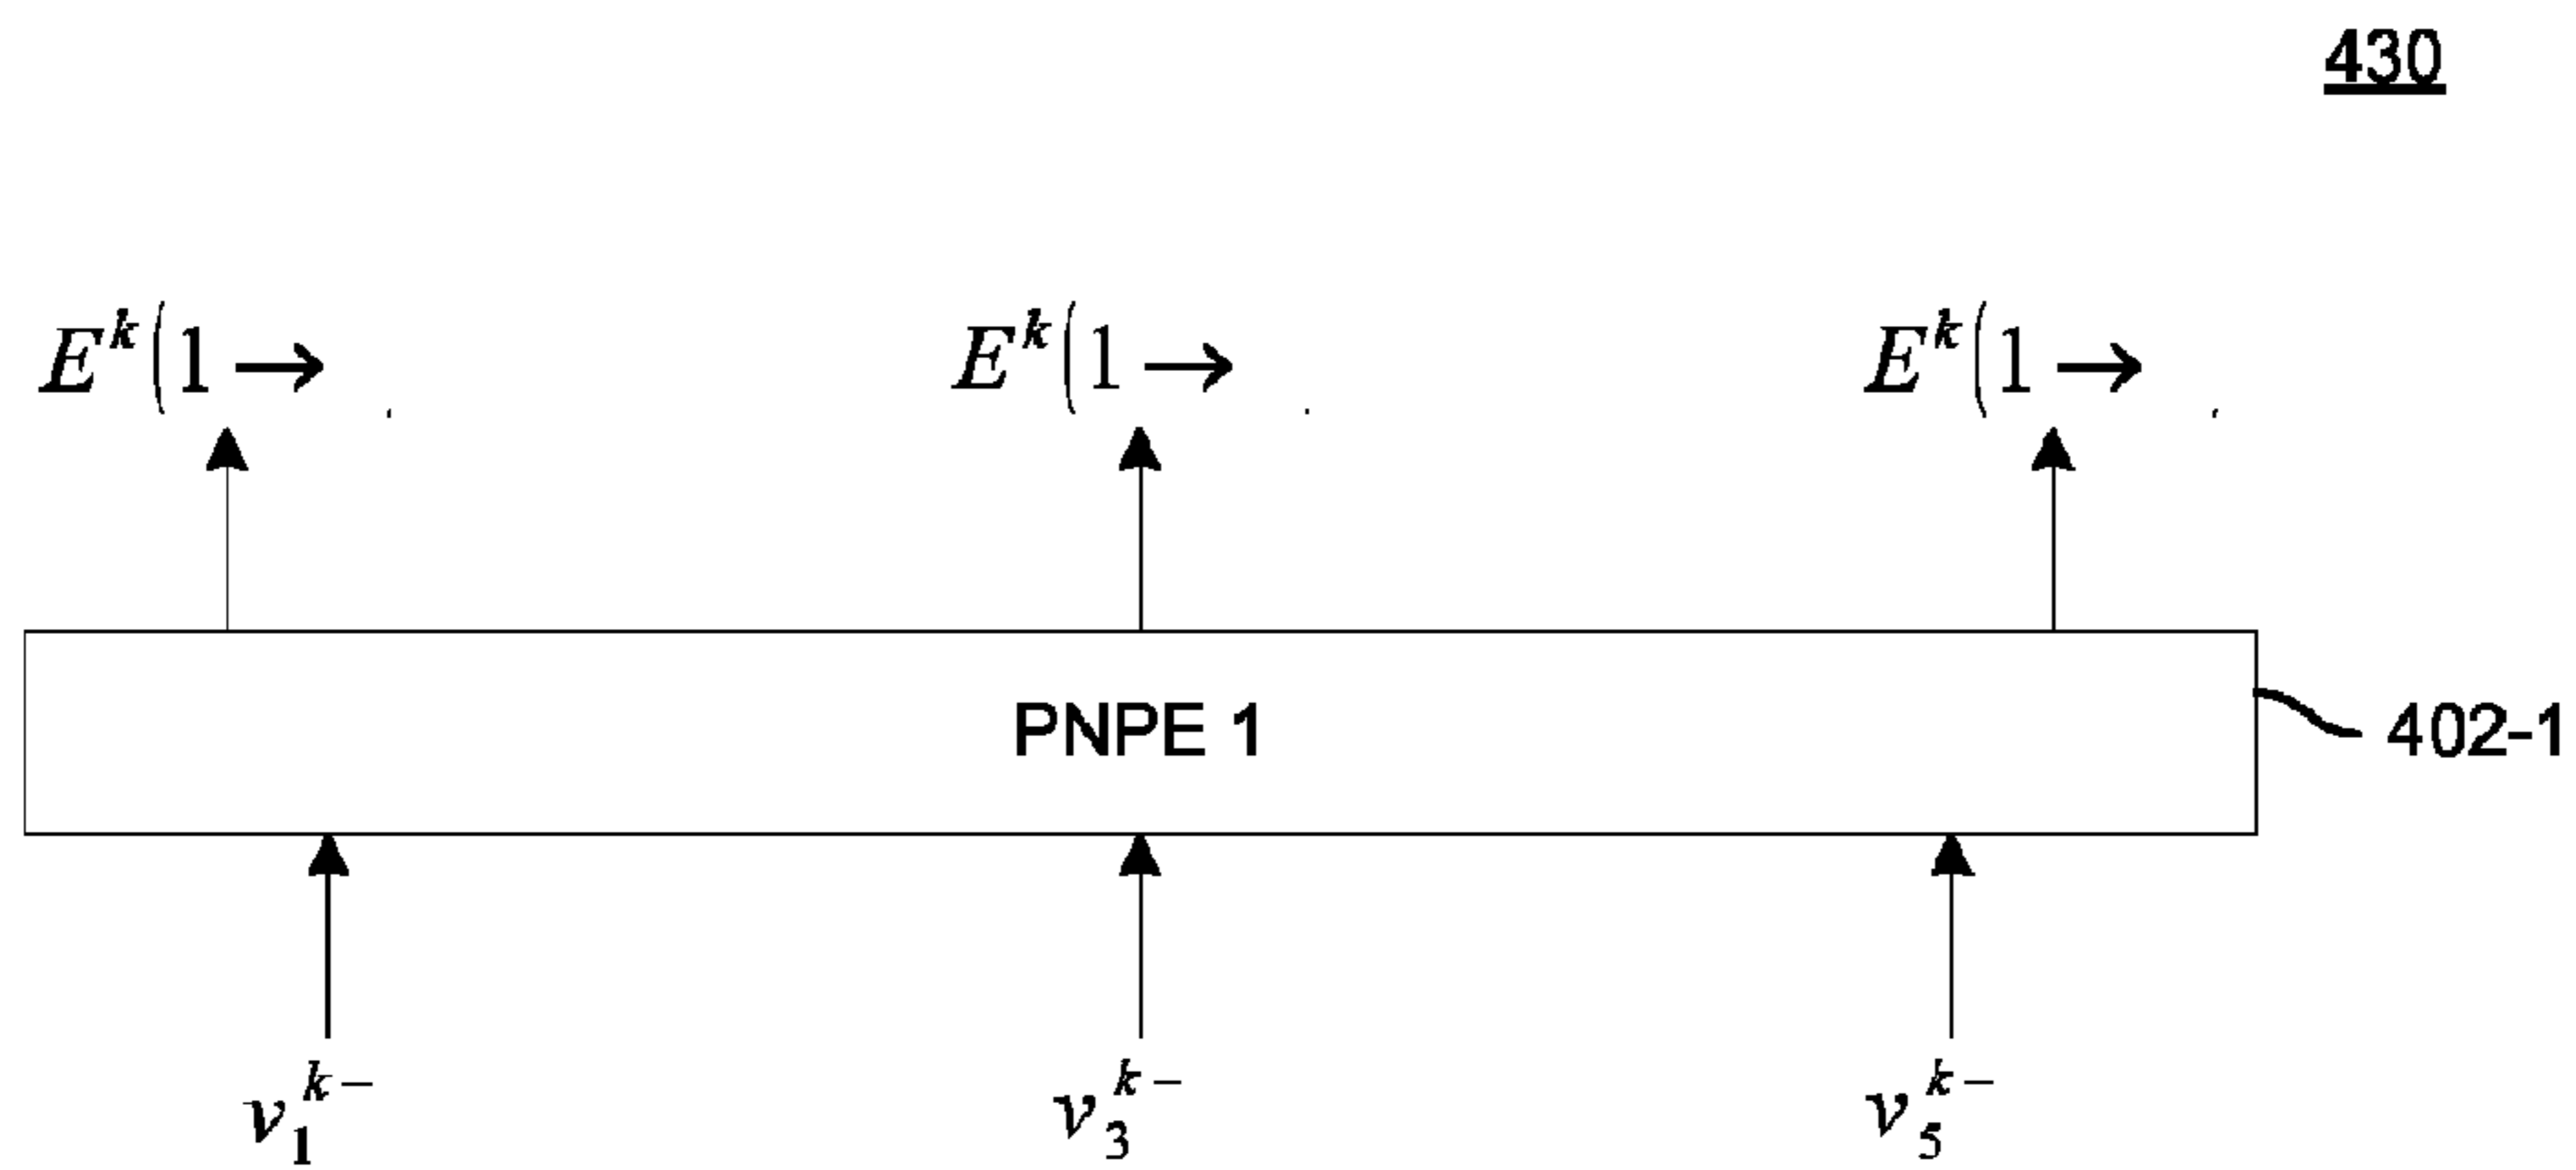 430
E^k(1 → E^k(1 → E^k(1 →
PNPE 1
402-1
v_1^{k-} v_3^{k-} v_5^{k-}